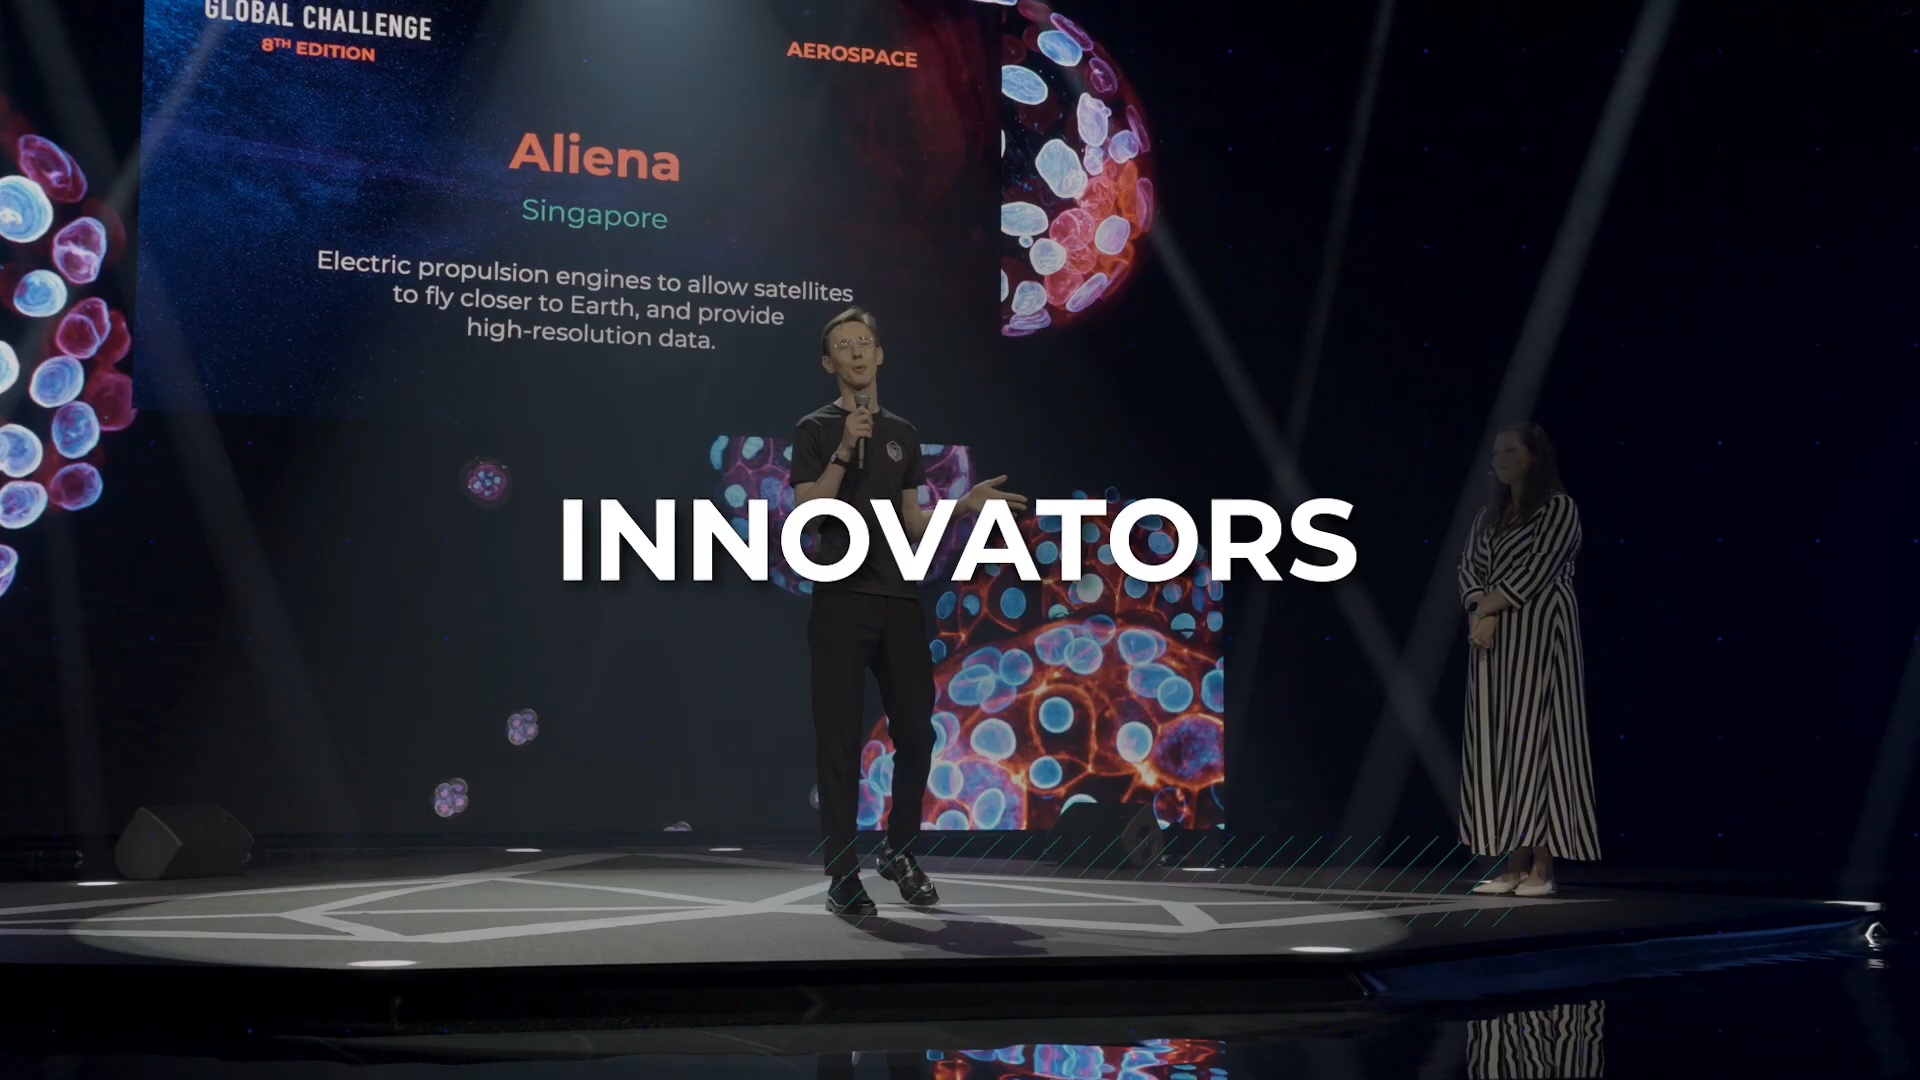 GLOBAL CHALLENGE
8TH EDITION
AEROSPACE
Aliena
Singapore
Electric propulsion engines to allow satellites
to fly closer to Earth, and provide
high-resolution data.
INNOVATORS